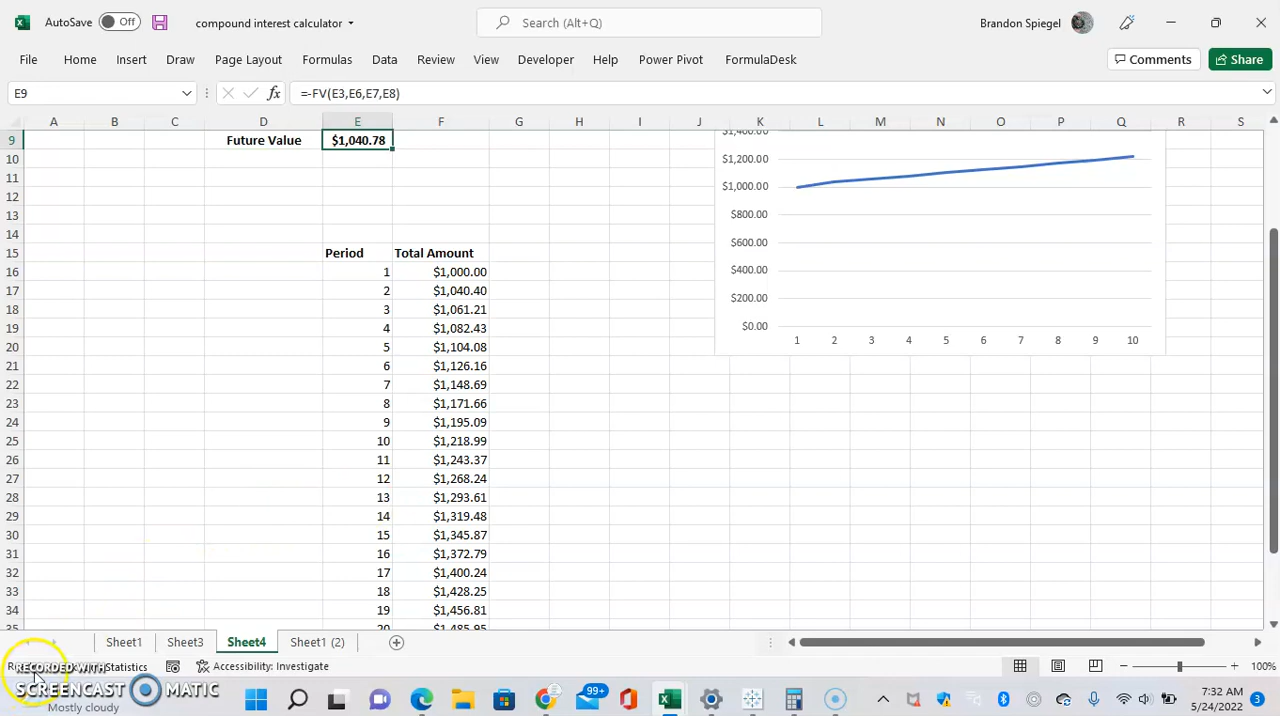 AutoSave Off compound interest calculator Search (Alt+Q) Brandon Spiegel
File Home Insert Draw Page Layout Formulas Data Review View Developer Help Power Pivot FormulaDesk Comments Share
E9 fx =-FV(E3,E6,E7,E8)
A B C D E F G H I J K L M N O P Q R S
9 Future Value $1,040.78
10
11
12
13
14
15 Period Total Amount
16 1 $1,000.00
17 2 $1,040.40
18 3 $1,061.21
19 4 $1,082.43
20 5 $1,104.08
21 6 $1,126.16
22 7 $1,148.69
23 8 $1,171.66
24 9 $1,195.09
25 10 $1,218.99
26 11 $1,243.37
27 12 $1,268.24
28 13 $1,293.61
29 14 $1,319.48
30 15 $1,345.87
31 16 $1,372.79
32 17 $1,400.24
33 18 $1,428.25
34 19 $1,456.81
35 20 $1,485.95
$1,400.00
$1,200.00
$1,000.00
$800.00
$600.00
$400.00
$200.00
$0.00
1 2 3 4 5 6 7 8 9 10
Sheet1 Sheet3 Sheet4 Sheet1 (2)
Statistics Accessibility: Investigate 100%
RECORDED WITH
SCREENCAST MATIC
Mostly cloudy
99+
7:32 AM
5/24/2022
3